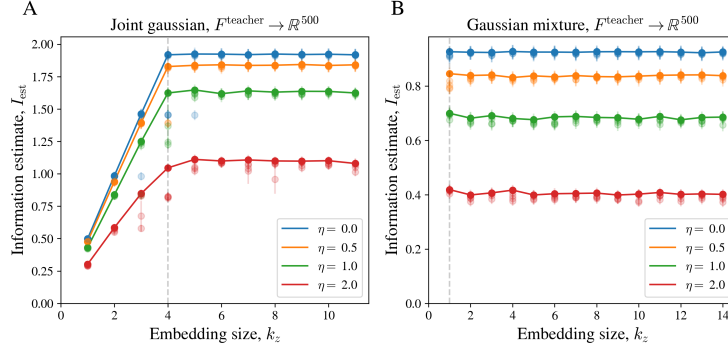 A
Joint gaussian, F^teacher → ℝ^500
Information estimate, I_est
2.00
1.75
1.50
1.25
1.00
0.75
0.50
0.25
0.00
0 2 4 6 8 10
Embedding size, k_z
η = 0.0
η = 0.5
η = 1.0
η = 2.0
B
Gaussian mixture, F^teacher → ℝ^500
Information estimate, I_est
0.8
0.6
0.4
0.2
0.0
0 2 4 6 8 10 12 14
Embedding size, k_z
η = 0.0
η = 0.5
η = 1.0
η = 2.0